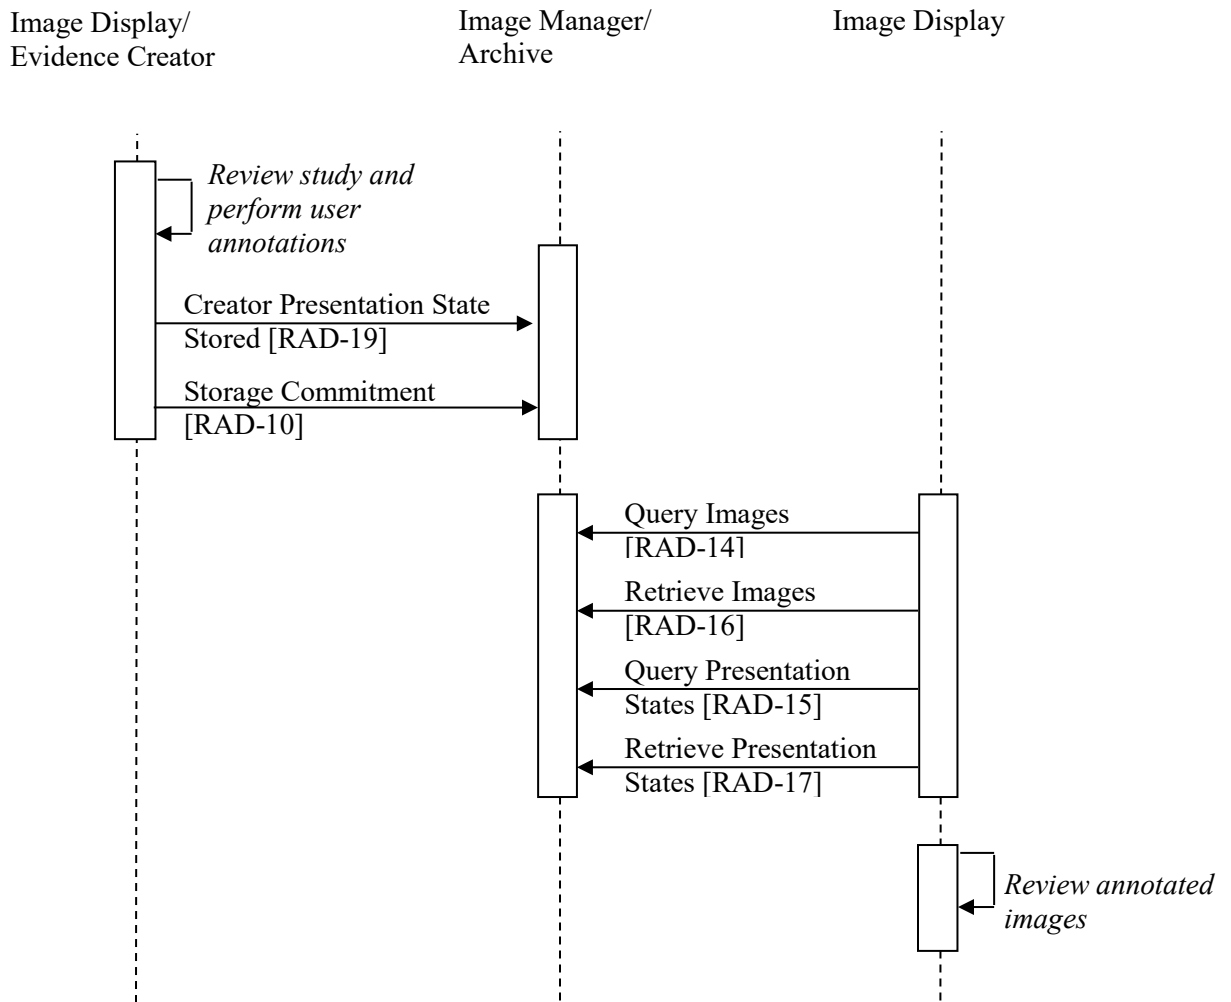 Image Display/
Evidence Creator
Image Manager/
Archive
Image Display
Review study and
perform user
annotations
Creator Presentation State
Stored [RAD-19]
Storage Commitment
[RAD-10]
Query Images
[RAD-14]
Retrieve Images
[RAD-16]
Query Presentation
States [RAD-15]
Retrieve Presentation
States [RAD-17]
Review annotated
images